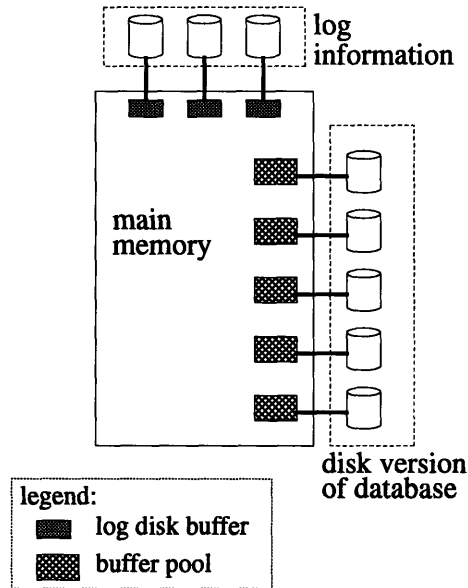 log
information
main
memory
disk version
of database
legend:
log disk buffer
buffer pool